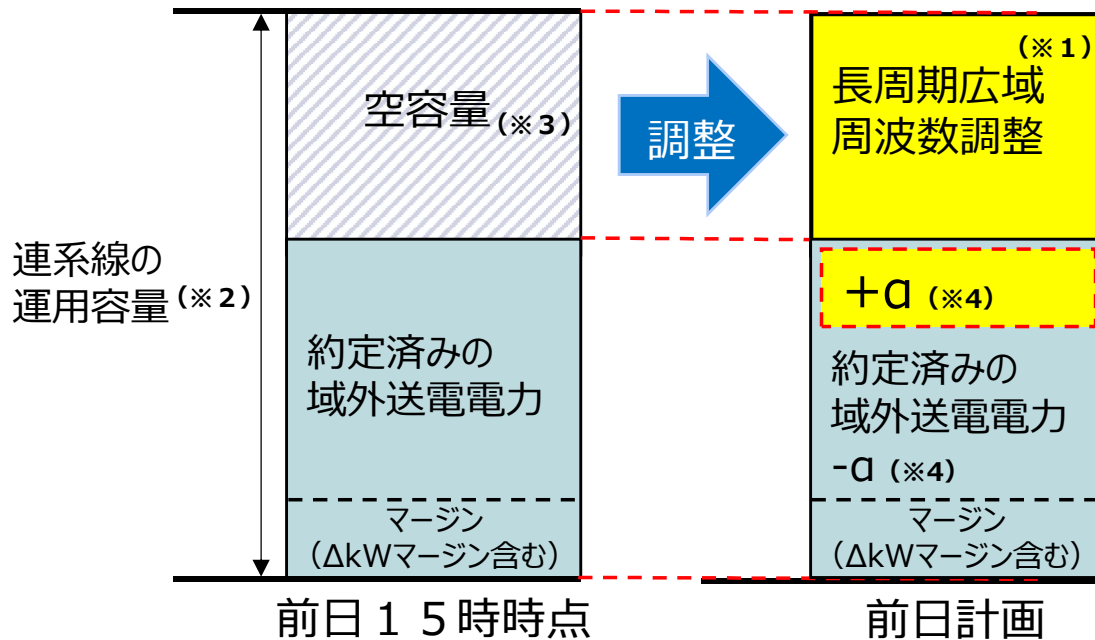 連系線の
運用容量(※2)
空容量(※3)
約定済みの
域外送電電力
マージン
(ΔkWマージン含む)
前日15時時点
調整
(※1)
長周期広域
周波数調整
+α (※4)
約定済みの
域外送電電力
-α (※4)
マージン
(ΔkWマージン含む)
前日計画